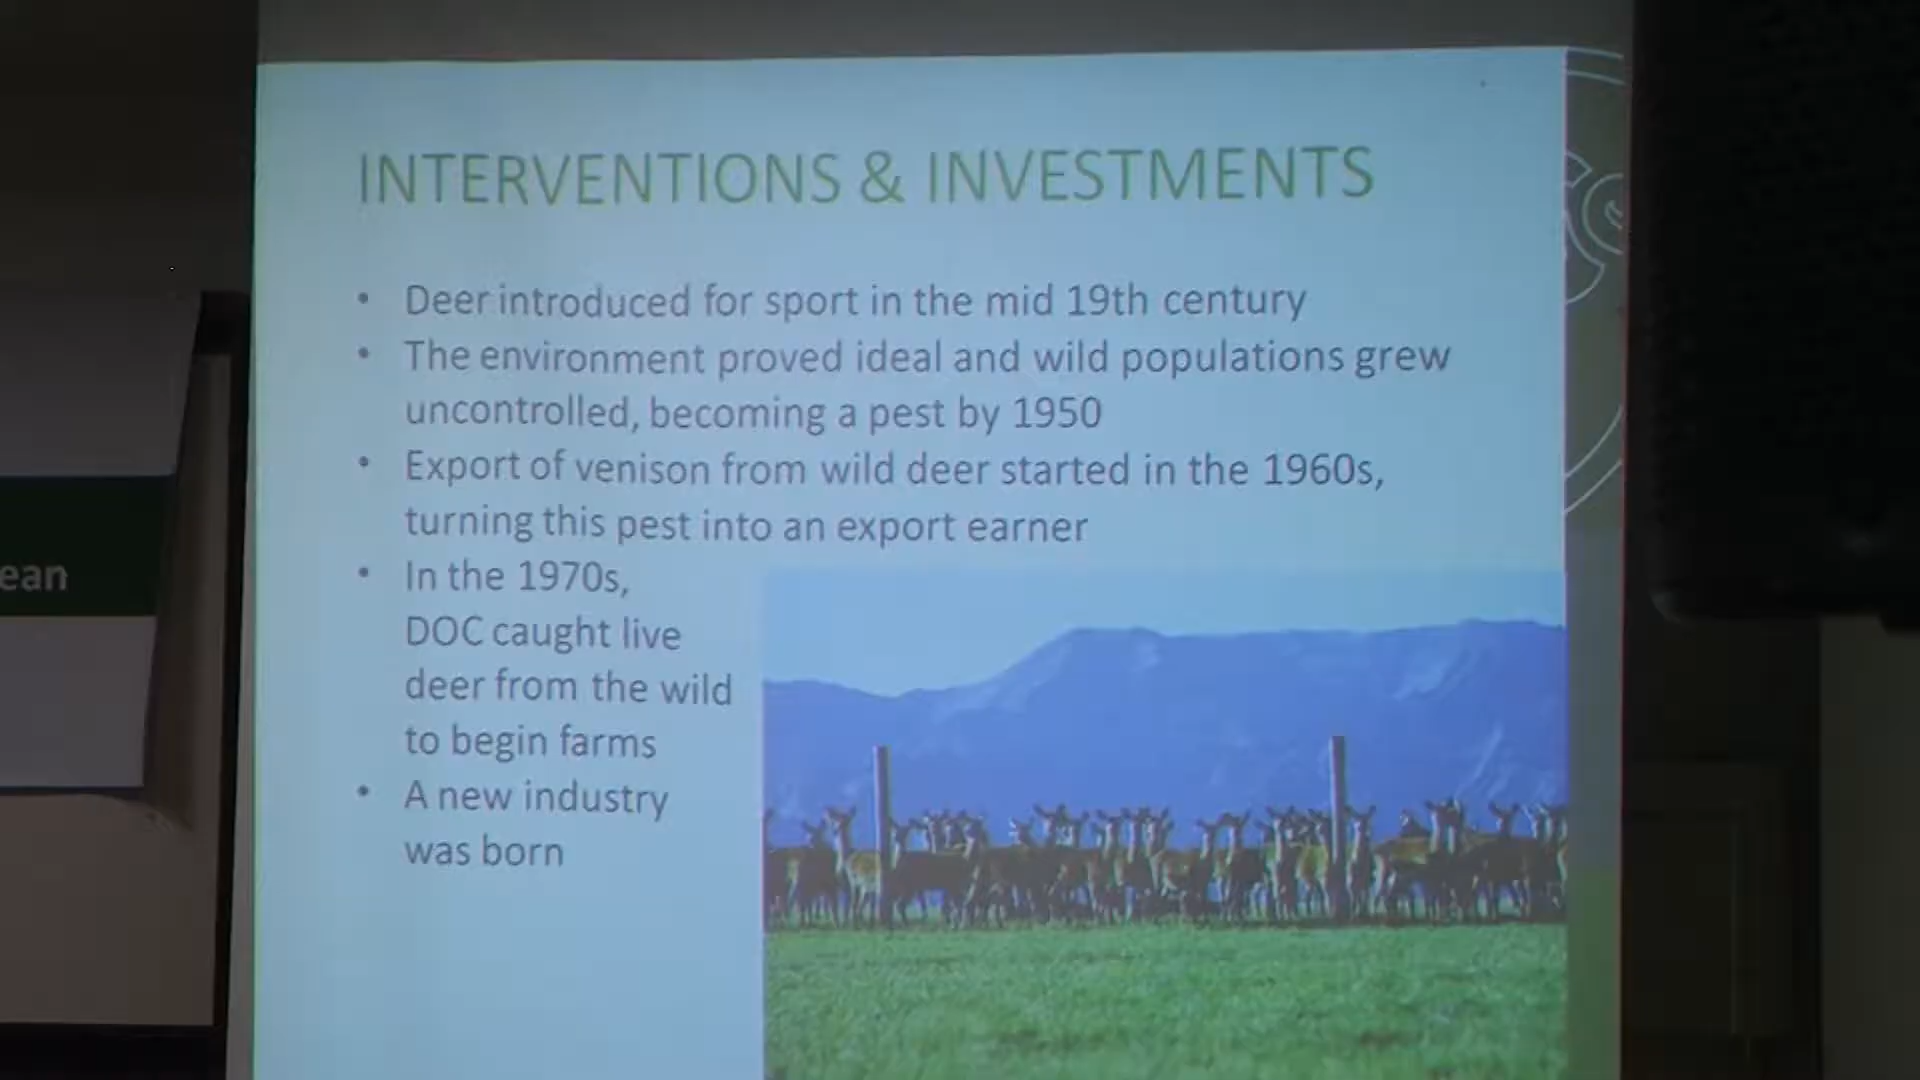 INTERVENTIONS & INVESTMENTS
• Deer introduced for sport in the mid 19th century
• The environment proved ideal and wild populations grew
uncontrolled, becoming a pest by 1950
• Export of venison from wild deer started in the 1960s,
turning this pest into an export earner
• In the 1970s,
DOC caught live
deer from the wild
to begin farms
• A new industry
was born
ean